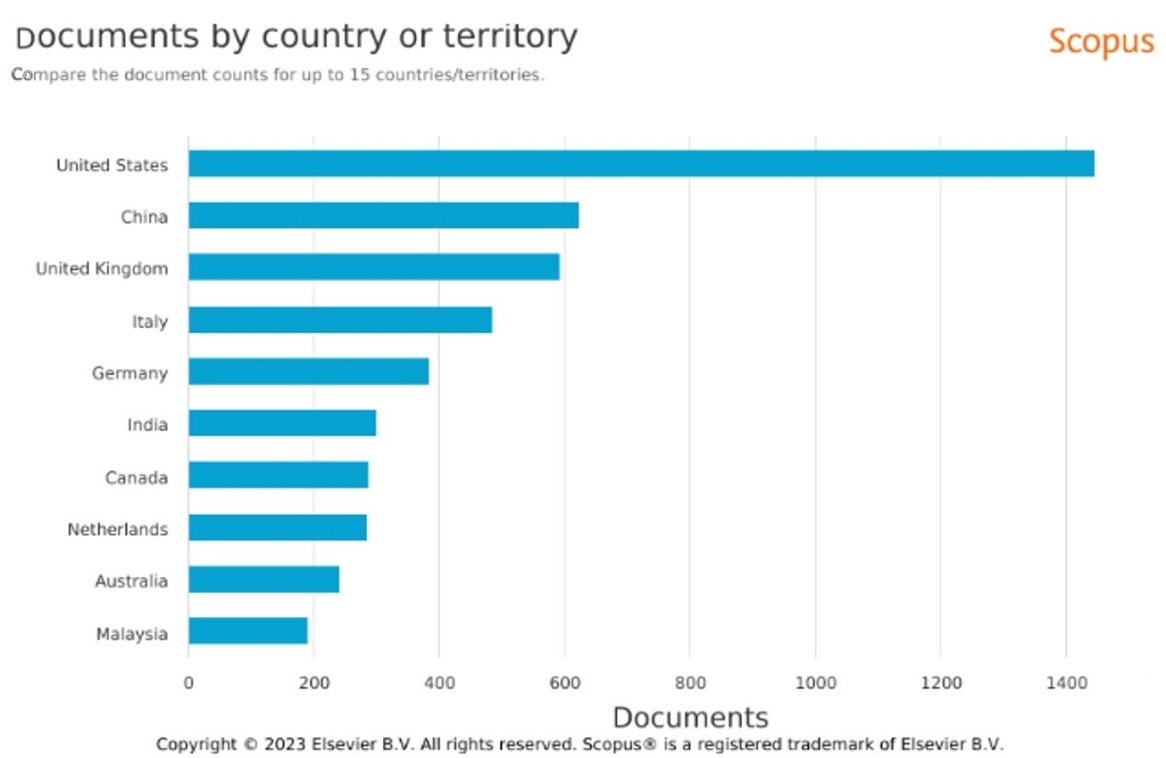 Documents by country or territory
Scopus
Compare the document counts for up to 15 countries/territories.
United States
China
United Kingdom
Italy
Germany
India
Canada
Netherlands
Australia
Malaysia
0 200 400 600 800 1000 1200 1400
Documents
Copyright © 2023 Elsevier B.V. All rights reserved. Scopus® is a registered trademark of Elsevier B.V.